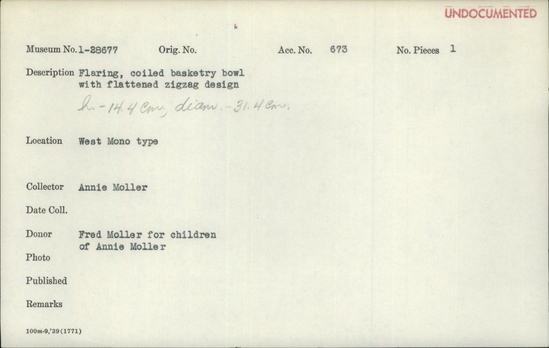 UNDOCUMENTED
Museum No. 1-28677 Orig. No. Acc. No. 673 No. Pieces 1
Description Flaring, coiled basketry bowl
with flattened zigzag design
h. - 14.4 cm, diam. - 31.4 cm.
Location West Mono type
Collector Annie Moller
Date Coll.
Donor Fred Moller for children
of Annie Moller
Photo
Published
Remarks
100m-9,'39(1771)